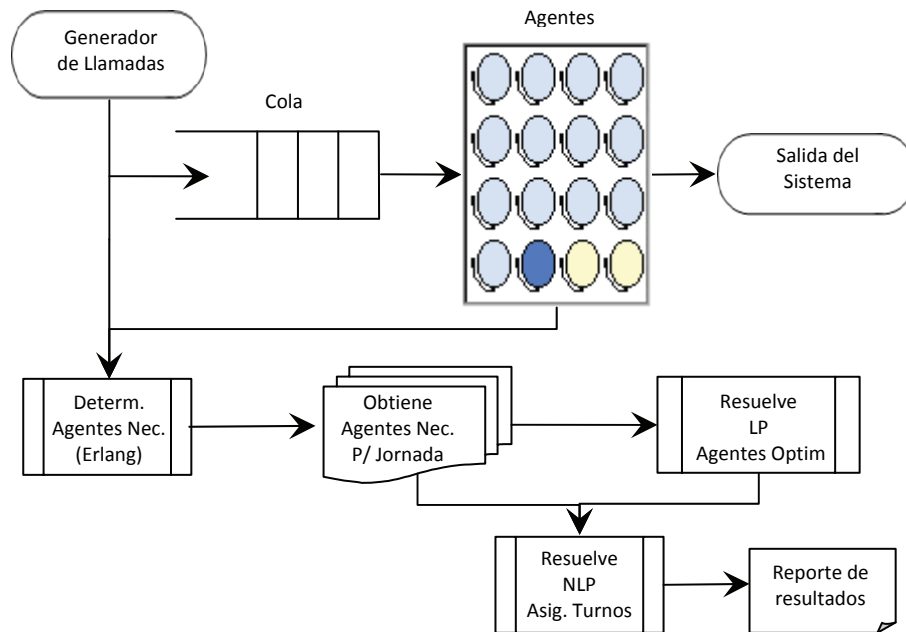 Generador
de Llamadas
Agentes
Cola
Salida del
Sistema
Determ.
Agentes Nec.
(Erlang)
Obtiene
Agentes Nec.
P/ Jornada
Resuelve
LP
Agentes Optim
Resuelve
NLP
Asig. Turnos
Reporte de
resultados